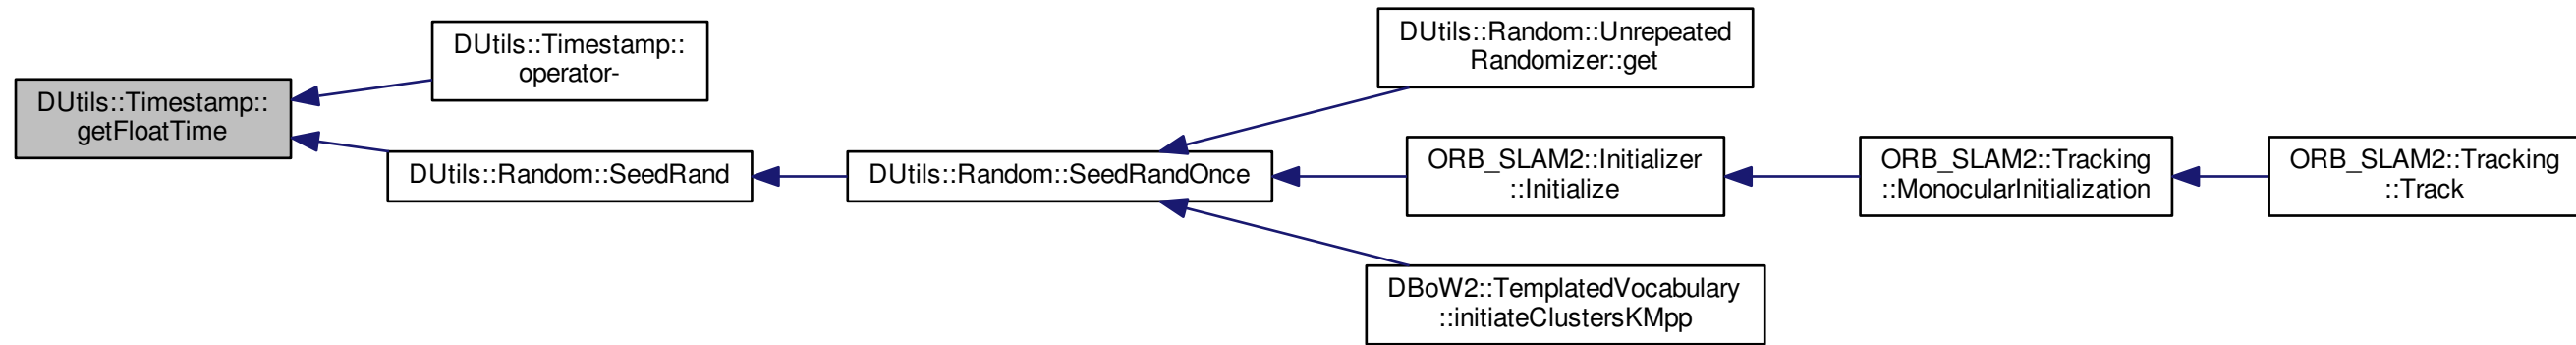 DUtils::Timestamp::
getFloatTime
DUtils::Timestamp::
operator-
DUtils::Random::SeedRand
DUtils::Random::SeedRandOnce
DUtils::Random::Unrepeated
Randomizer::get
ORB_SLAM2::Initializer
::Initialize
DBoW2::TemplatedVocabulary
::initiateClustersKMpp
ORB_SLAM2::Tracking
::MonocularInitialization
ORB_SLAM2::Tracking
::Track